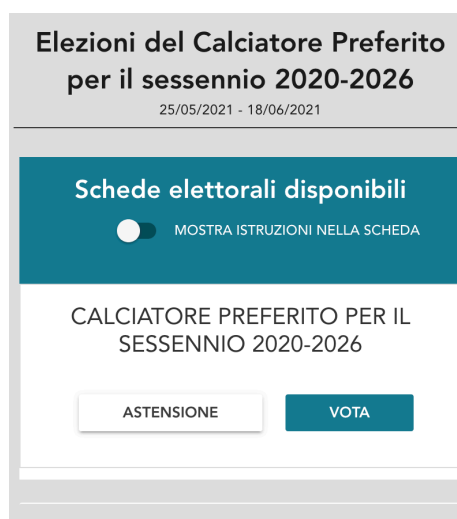 Elezioni del Calciatore Preferito
per il sessennio 2020-2026
25/05/2021 - 18/06/2021
Schede elettorali disponibili
MOSTRA ISTRUZIONI NELLA SCHEDA
CALCIATORE PREFERITO PER IL
SESSENNIO 2020-2026
ASTENSIONE
VOTA